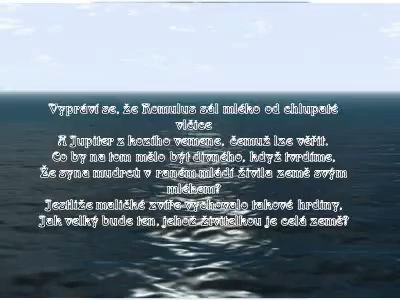 Vypráví se, že Romulus sál mléko od chlupaté
vlčice
A Jupiter z kozího vemene, čemuž lze věřit.
Co by na tom mělo být divného, když tvrdíme,
Že syna mudrců v raném mládí živila země svým
mlékem?
Jestliže maličké zvíře vychovalo takové hrdiny,
Jak velký bude ten, jehož živitelkou je celá země?